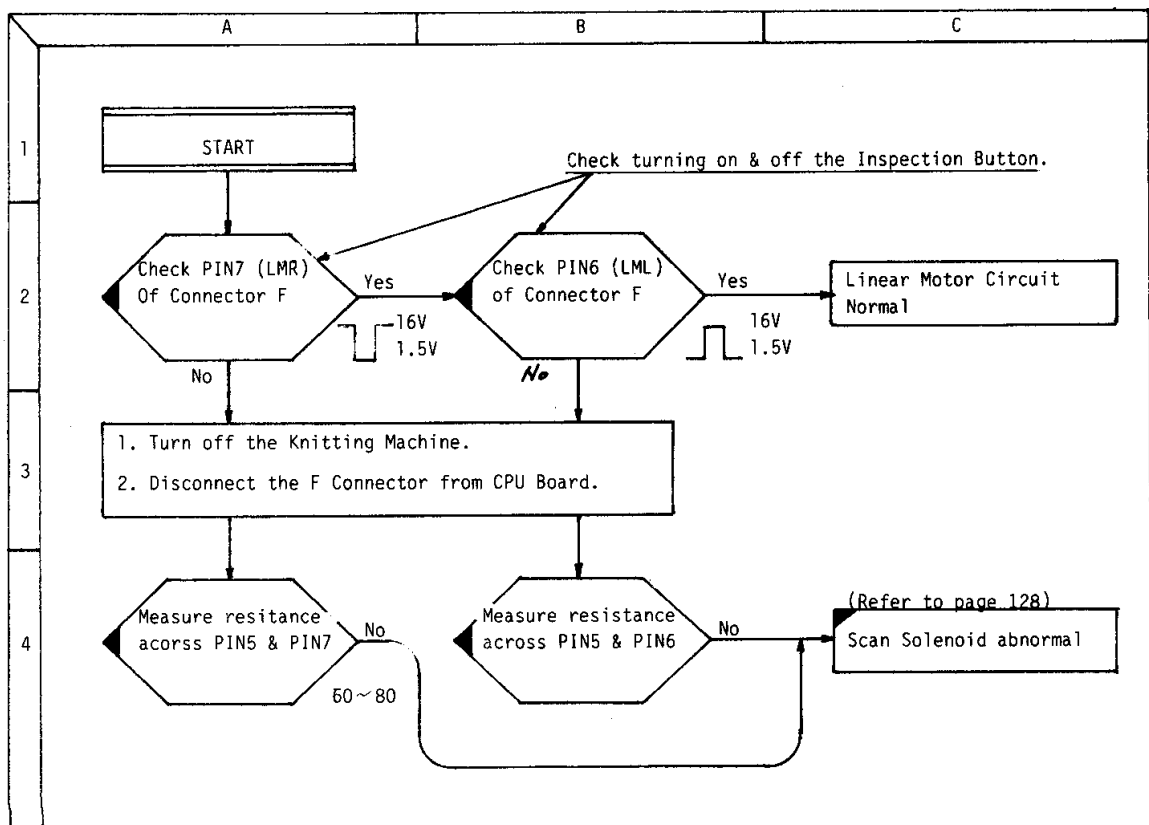 A B C
1
START
Check turning on & off the Inspection Button.
2
Check PIN7 (LMR)
Of Connector F
Yes
16V
1.5V
No
Check PIN6 (LML)
of Connector F
Yes
16V
1.5V
No
Linear Motor Circuit
Normal
3
1. Turn off the Knitting Machine.
2. Disconnect the F Connector from CPU Board.
4
Measure resitance
acorss PIN5 & PIN7
No
60~80
Measure resistance
across PIN5 & PIN6
No
(Refer to page 128)
Scan Solenoid abnormal